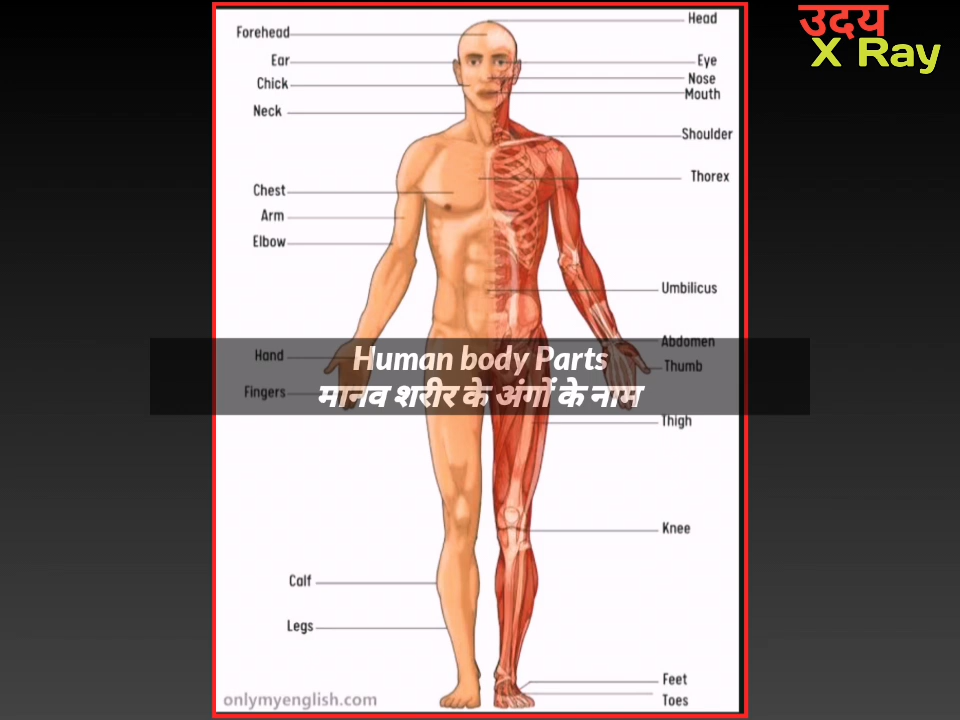 उदय
X Ray
Head
Forehead
Ear
Eye
Chick
Nose
Mouth
Neck
Shoulder
Thorex
Chest
Arm
Elbow
Umbilicus
Abdomen
Hand
Thumb
Human body Parts
Fingers
मानव शरीर के अंगों के नाम
Thigh
Knee
Calf
Legs
Feet
Toes
onlymyenglish.com